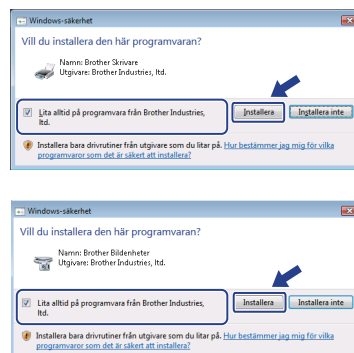 Windows-säkerhet
Vill du installera den här programvaran?
Namn: Brother Skrivare
Utgivare: Brother Industries, ltd.
Lita alltid på programvara från Brother Industries,
ltd.
Installera
Installera inte
Installera bara drivrutiner från utgivare som du litar på. Hur bestämmer jag mig för vilka
programvaror som det är säkert att installera?
Windows-säkerhet
Vill du installera den här programvaran?
Namn: Brother Bildenheter
Utgivare: Brother Industries, ltd.
Lita alltid på programvara från Brother Industries,
ltd.
Installera
Installera inte
Installera bara drivrutiner från utgivare som du litar på. Hur bestämmer jag mig för vilka
programvaror som det är säkert att installera?